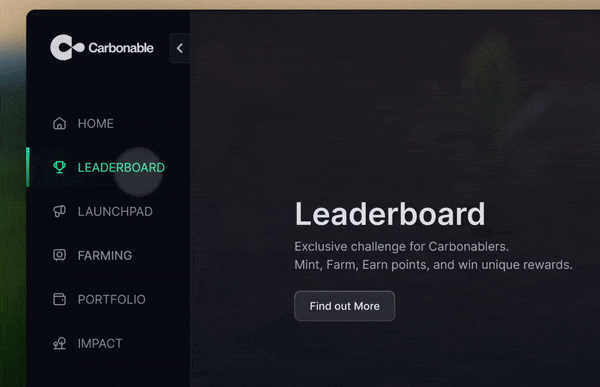 Carbonable
HOME
LEADERBOARD
LAUNCHPAD
FARMING
PORTFOLIO
IMPACT
Leaderboard
Exclusive challenge for Carbonablers.
Mint, Farm, Earn points, and win unique rewards.
Find out More